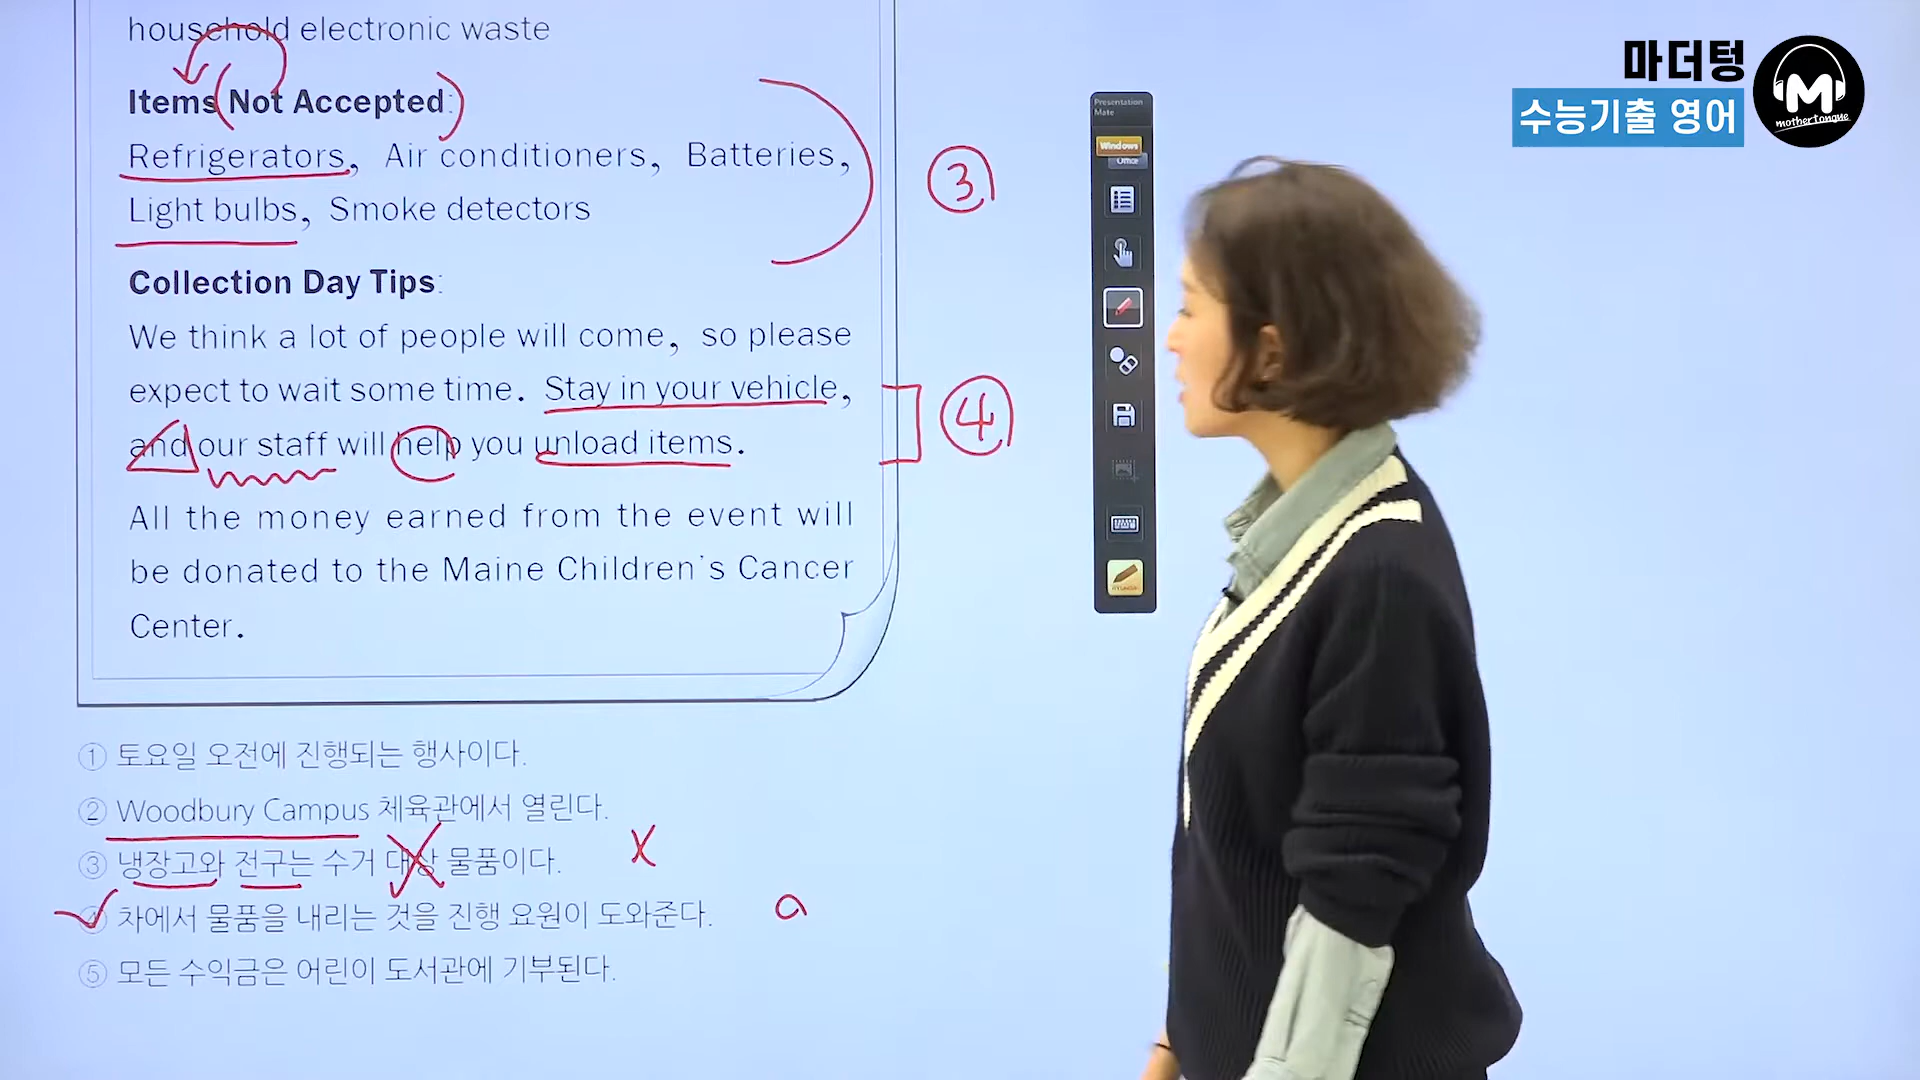 household electronic waste
Items Not Accepted:
Refrigerators, Air conditioners, Batteries,
Light bulbs, Smoke detectors
③
Collection Day Tips:
We think a lot of people will come, so please
expect to wait some time. Stay in your vehicle,
and our staff will help you unload items.
④
All the money earned from the event will
be donated to the Maine Children's Cancer
Center.
① 토요일 오전에 진행되는 행사이다.
② Woodbury Campus 체육관에서 열린다.
③ 냉장고와 전구는 수거 대상 물품이다. X
④ 차에서 물품을 내리는 것을 진행 요원이 도와준다.
⑤ 모든 수익금은 어린이 도서관에 기부된다.
Presentation
Mate
Windows
Office
마더텅
수능기출 영어
M
mothertongue